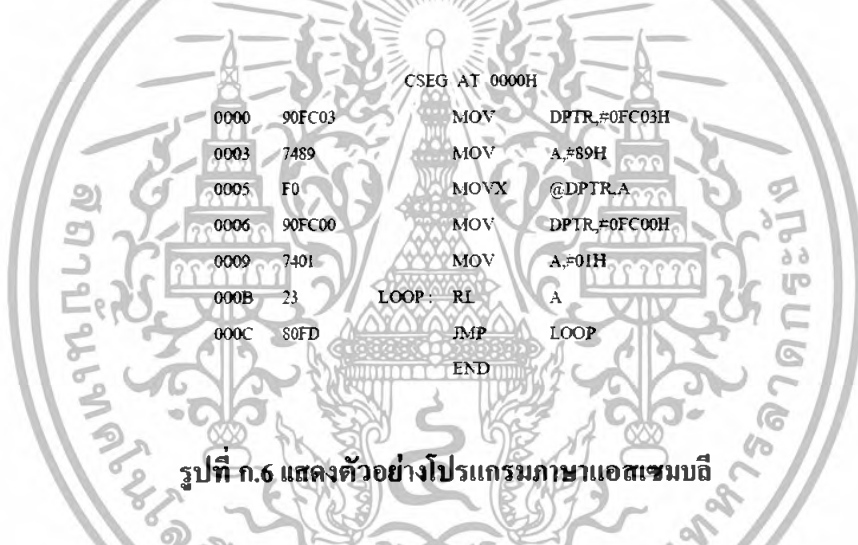 CSEG AT 0000H
0000 90FC03 MOV DPTR,#0FC03H
0003 7489 MOV A,#89H
0005 F0 MOVX @DPTR,A
0006 90FC00 MOV DPTR,#0FC00H
0009 7401 MOV A,#01H
000B 23 LOOP: RL A
000C 80FD JMP LOOP
END
รูปที่ ก.6 แสดงตัวอย่างโปรแกรมภาษาแอสเซมบลี